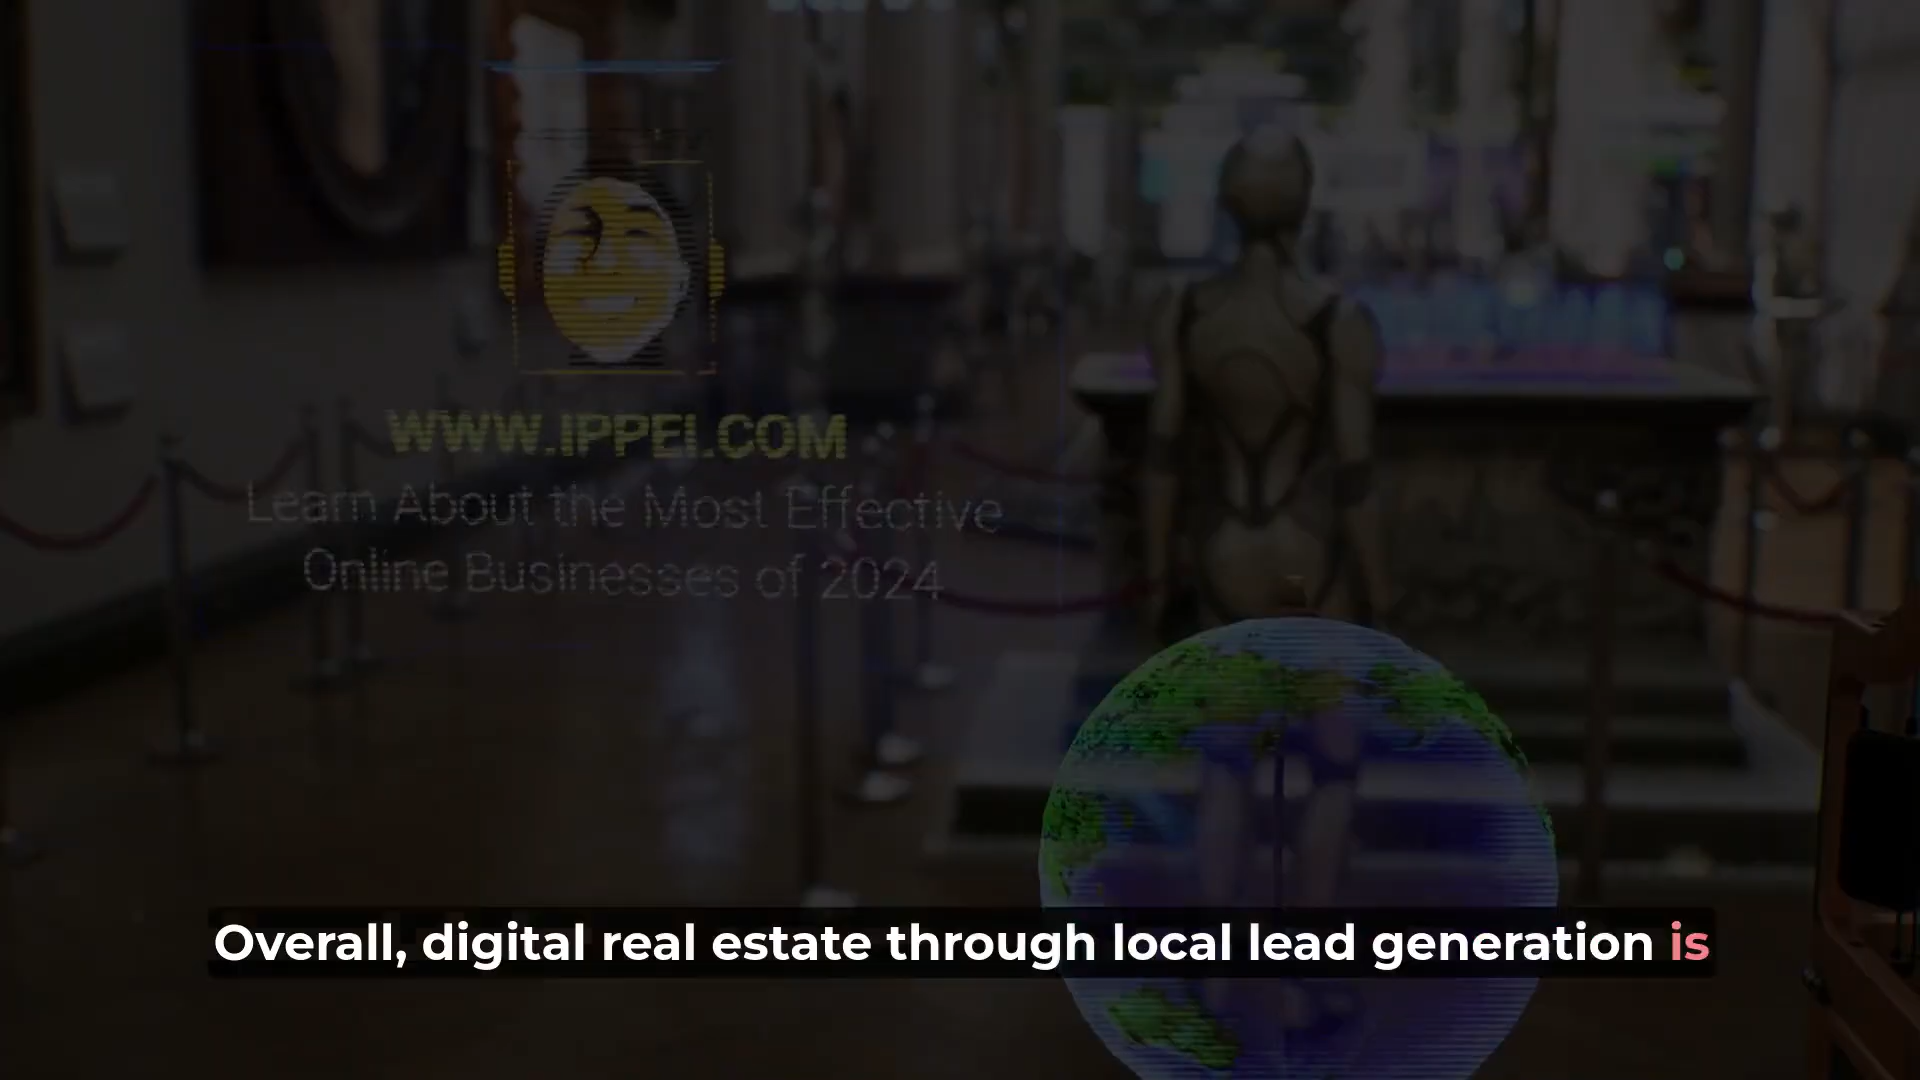 WWW.IPPEI.COM
Learn About the Most Effective
Online Businesses of 2024
Overall, digital real estate through local lead generation is